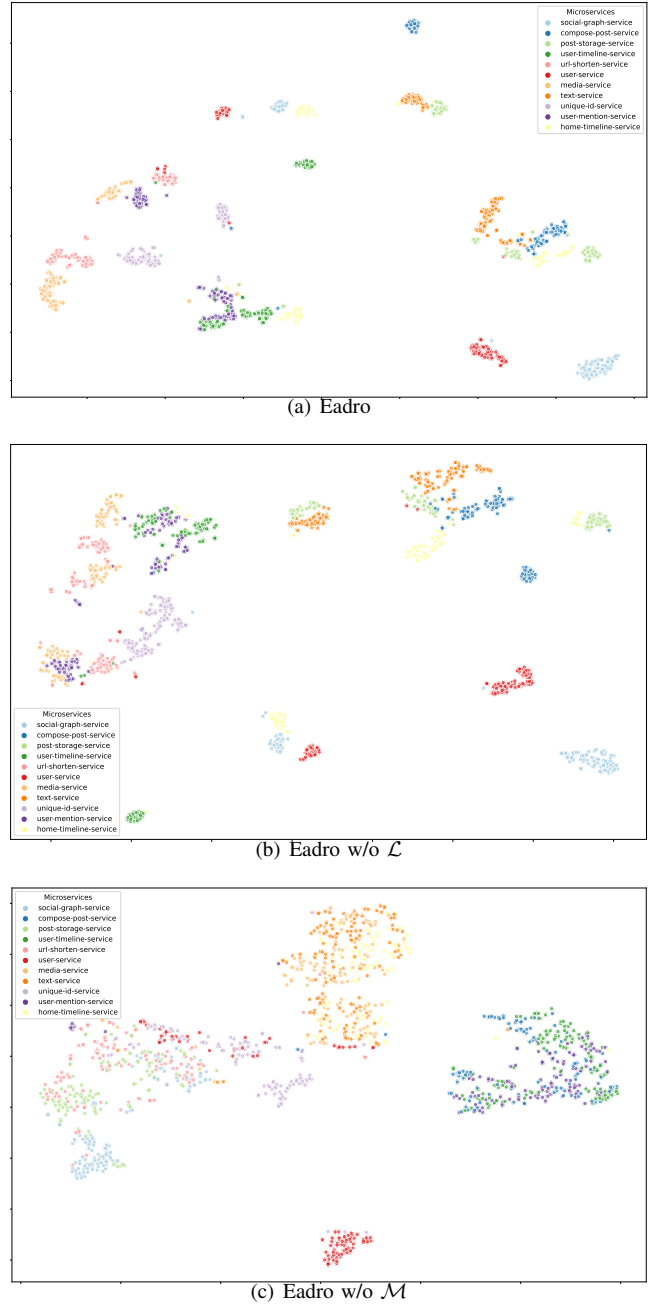 Microservices
social-graph-service
compose-post-service
post-storage-service
user-timeline-service
url-shorten-service
user-service
media-service
text-service
unique-id-service
user-mention-service
home-timeline-service
(a) Eadro
Microservices
social-graph-service
compose-post-service
post-storage-service
user-timeline-service
url-shorten-service
user-service
media-service
text-service
unique-id-service
user-mention-service
home-timeline-service
(b) Eadro w/o ℒ
Microservices
social-graph-service
compose-post-service
post-storage-service
user-timeline-service
url-shorten-service
user-service
media-service
text-service
unique-id-service
user-mention-service
home-timeline-service
(c) Eadro w/o ℳ